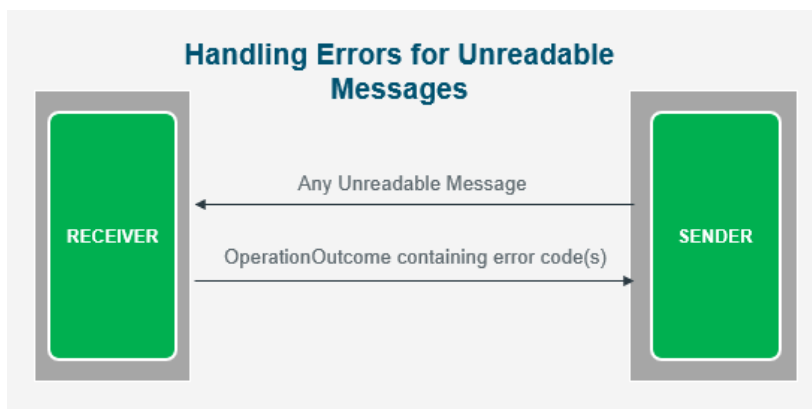 Handling Errors for Unreadable
Messages
Any Unreadable Message
RECEIVER
SENDER
OperationOutcome containing error code(s)